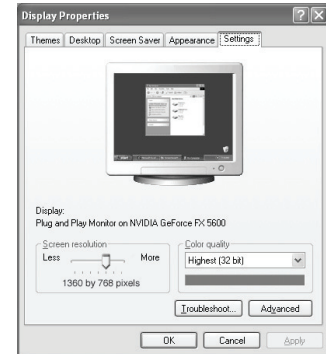 Display Properties
Themes Desktop Screen Saver Appearance Settings
Display:
Plug and Play Monitor on NVIDIA GeForce FX 5600
Screen resolution
Less More
1360 by 768 pixels
Color quality
Highest (32 bit)
Troubleshoot... Advanced
OK Cancel Apply